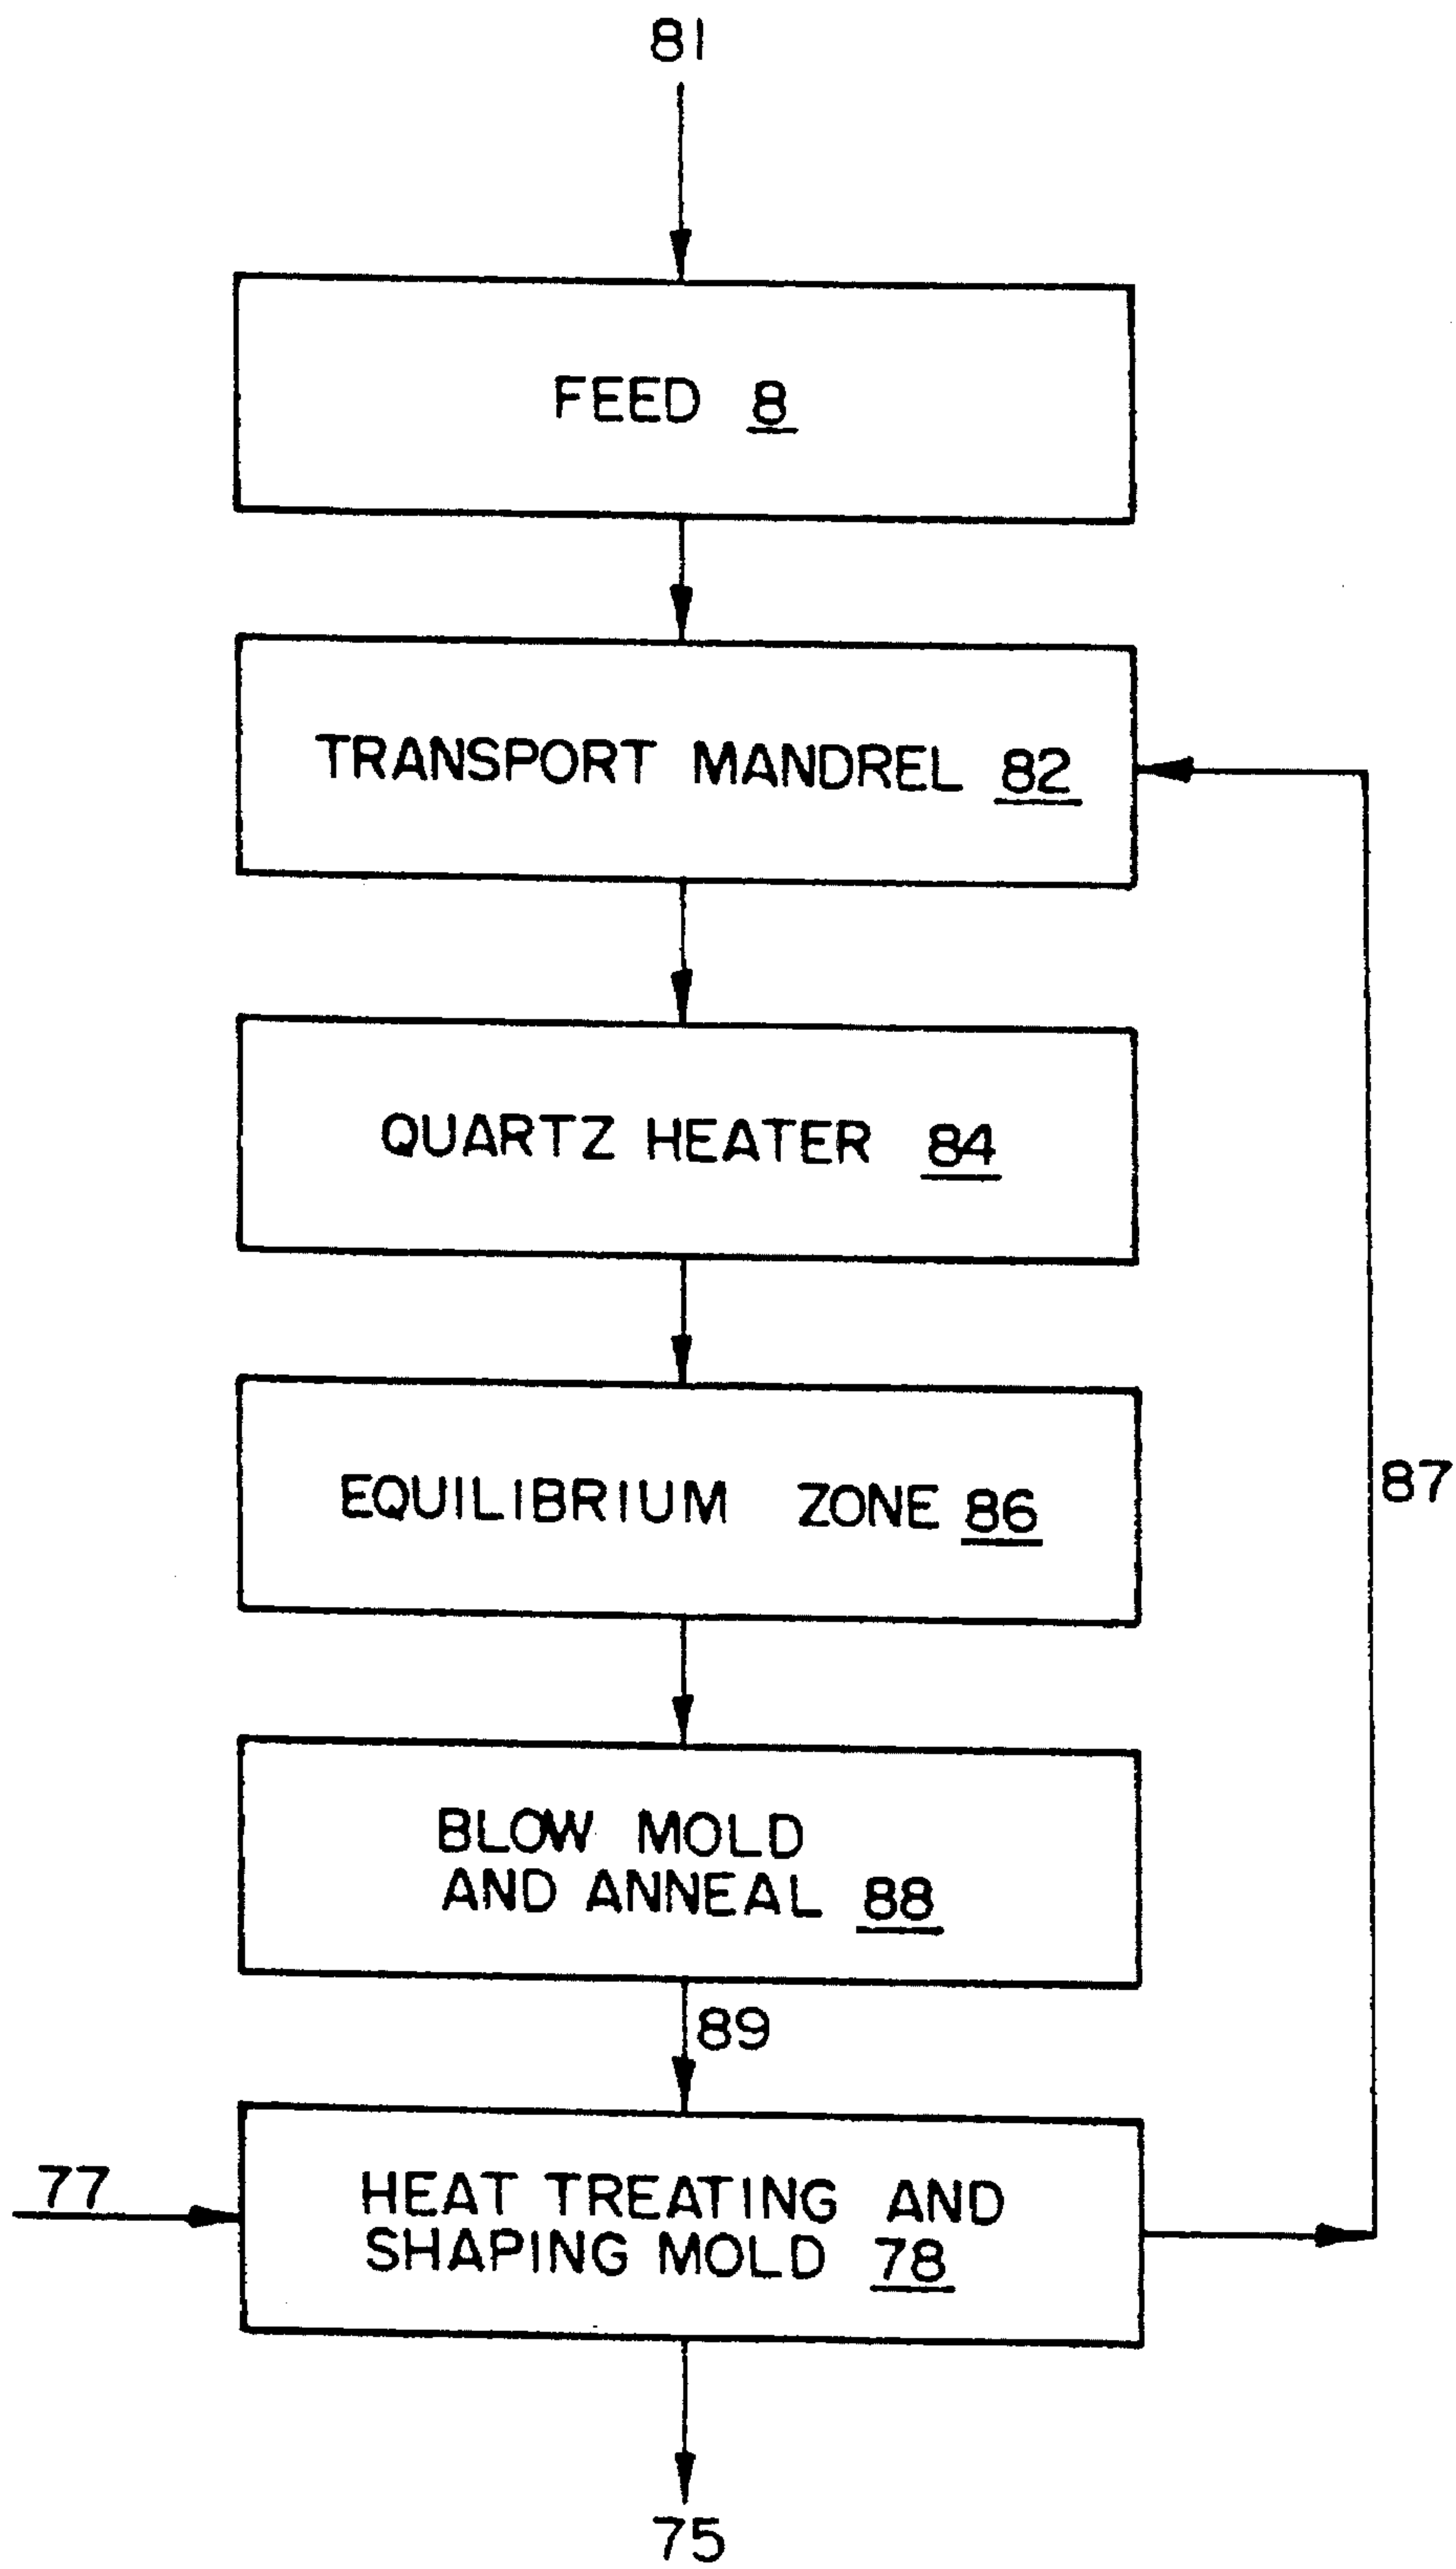 81
FEED 8
TRANSPORT MANDREL 82
QUARTZ HEATER 84
EQUILIBRIUM ZONE 86
87
BLOW MOLD
AND ANNEAL 88
89
77
HEAT TREATING AND
SHAPING MOLD 78
75